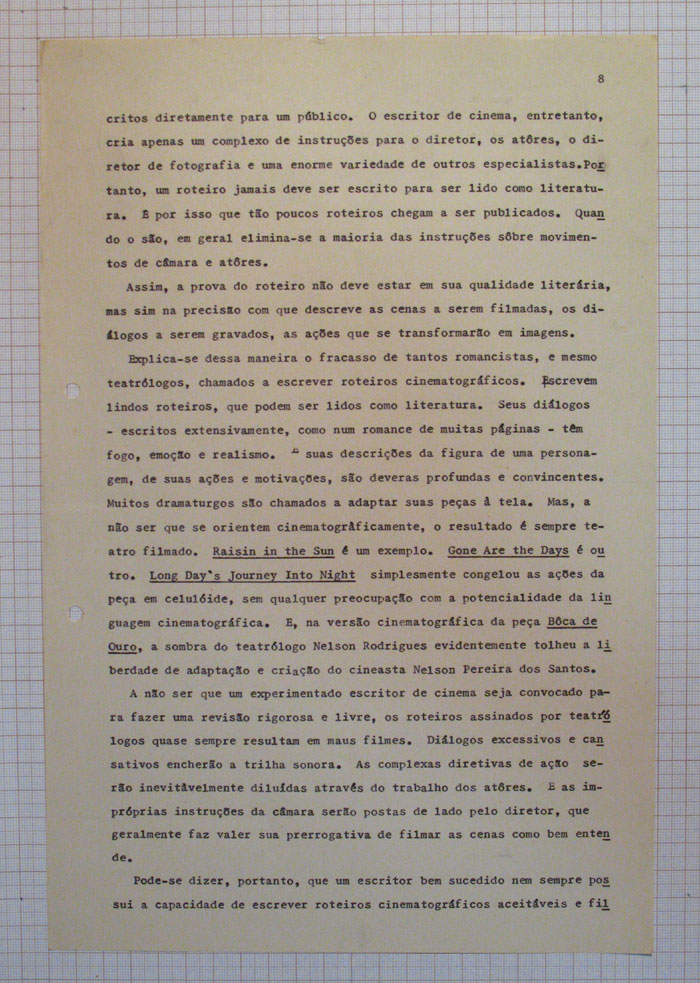 8
critos diretamente para um público. O escritor de cinema, entretanto,
cria apenas um complexo de instruções para o diretor, os atôres, o di-
retor de fotografia e uma enorme variedade de outros especialistas.Por
tanto, um roteiro jamais deve ser escrito para ser lido como literatu-
ra. E por isso que tão poucos roteiros chegam a ser publicados. Quan
do o são, em geral elimina-se a maioria das instruções sôbre movimen-
tos de câmara e atôres.
Assim, a prova do roteiro não deve estar em sua qualidade literária,
mas sim na precisão com que descreve as cenas a serem filmadas, os di-
álogos a serem gravados, as ações que se transformarão em imagens.
Explica-se dessa maneira o fracasso de tantos romancistas, e mesmo
teatrólogos, chamados a escrever roteiros cinematográficos. Escrevem
lindos roteiros, que podem ser lidos como literatura. Seus diálogos
- escritos extensivamente, como num romance de muitas páginas - têm
fogo, emoção e realismo. E suas descrições da figura de uma persona-
gem, de suas ações e motivações, são deveras profundas e convincentes.
Muitos dramaturgos são chamados a adaptar suas peças à tela. Mas, a
não ser que se orientem cinematogràficamente, o resultado é sempre te-
atro filmado. Raisin in the Sun é um exemplo. Gone Are the Days é ou
tro. Long Day's Journey Into Night simplesmente congelou as ações da
peça em celulóide, sem qualquer preocupação com a potencialidade da lin
guagem cinematográfica. E, na versão cinematográfica da peça Bôca de
Ouro, a sombra do teatrólogo Nelson Rodrigues evidentemente tolheu a li
berdade de adaptação e criação do cineasta Nelson Pereira dos Santos.
A não ser que um experimentado escritor de cinema seja convocado pa-
ra fazer uma revisão rigorosa e livre, os roteiros assinados por teatró
logos quase sempre resultam em maus filmes. Diálogos excessivos e can
sativos encherão a trilha sonora. As complexas diretivas de ação se-
rão inevitàvelmente diluídas através do trabalho dos atôres. E as im-
próprias instruções da câmara serão postas de lado pelo diretor, que
geralmente faz valer sua prerrogativa de filmar as cenas como bem enten
de.
Pode-se dizer, portanto, que um escritor bem sucedido nem sempre pos
sui a capacidade de escrever roteiros cinematográficos aceitáveis e fil